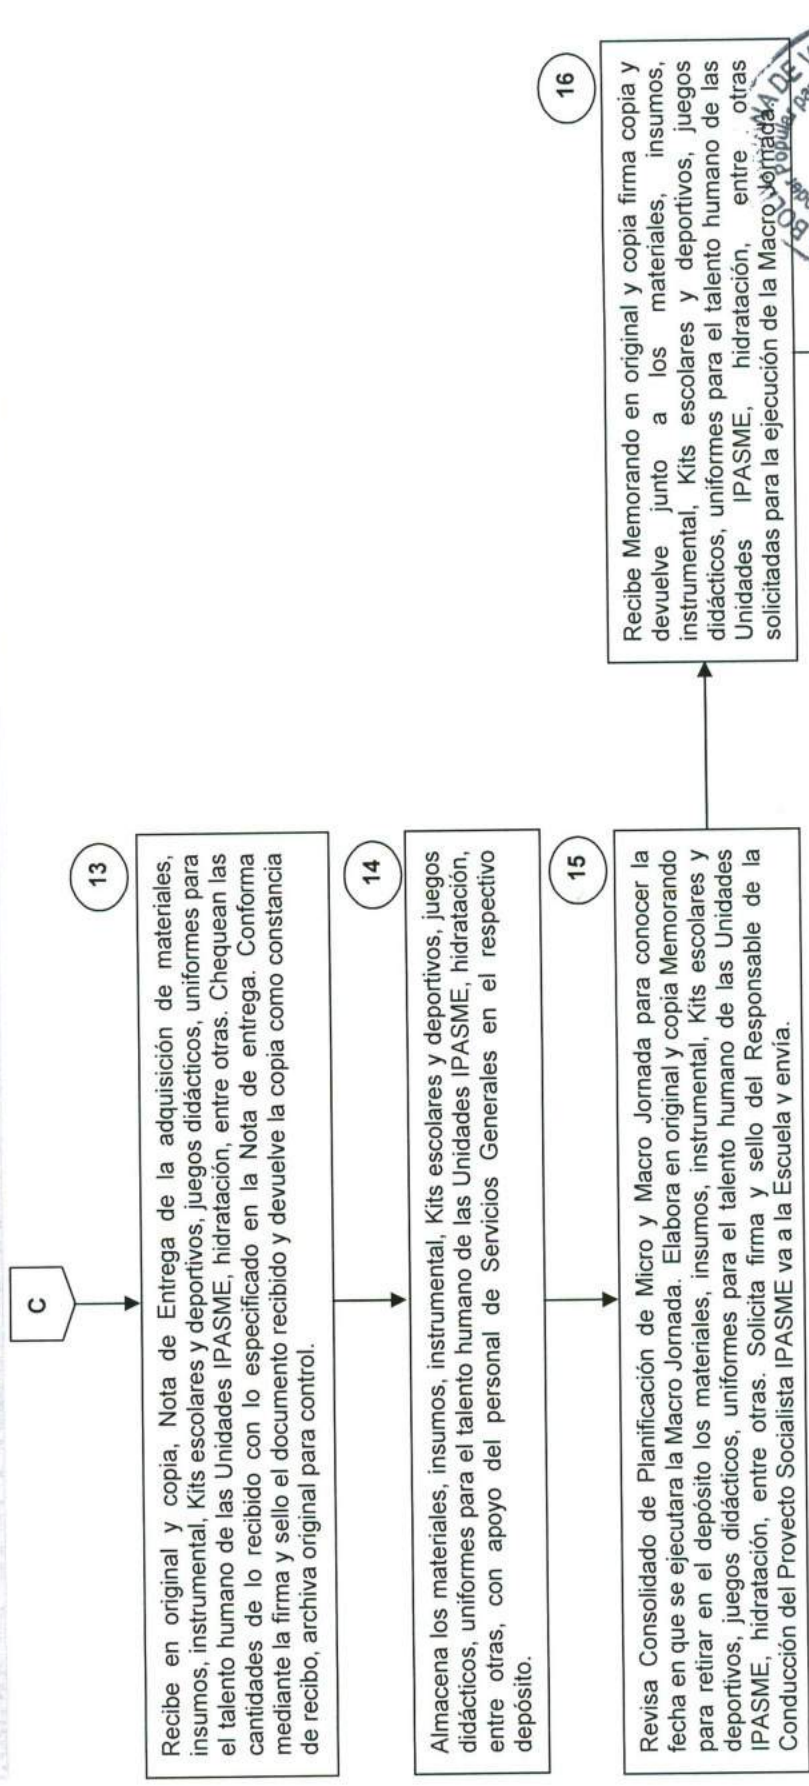 C
13
Recibe en original y copia, Nota de Entrega de la adquisición de materiales,
insumos, instrumental, Kits escolares y deportivos, juegos didácticos, uniformes para
el talento humano de las Unidades IPASME, hidratación, entre otras. Chequean las
cantidades de lo recibido con lo especificado en la Nota de entrega. Conforma
mediante la firma y sello el documento recibido y devuelve la copia como constancia
de recibo, archiva original para control.
14
Almacena los materiales, insumos, instrumental, Kits escolares y deportivos, juegos
didácticos, uniformes para el talento humano de las Unidades IPASME, hidratación,
entre otras, con apoyo del personal de Servicios Generales en el respectivo
depósito.
15
Revisa Consolidado de Planificación de Micro y Macro Jornada para conocer la
fecha en que se ejecutara la Macro Jornada. Elabora en original y copia Memorando
para retirar en el depósito los materiales, insumos, instrumental, Kits escolares y
deportivos, juegos didácticos, uniformes para el talento humano de las Unidades
IPASME, hidratación, entre otras. Solicita firma y sello del Responsable de la
Conducción del Proyecto Socialista IPASME va a la Escuela y envía.
16
Recibe Memorando en original y copia firma copia y
devuelve junto a los materiales, insumos,
instrumental, Kits escolares y deportivos, juegos
didácticos, uniformes para el talento humano de las
Unidades IPASME, hidratación, entre otras
solicitadas para la ejecución de la Macro Jornada.